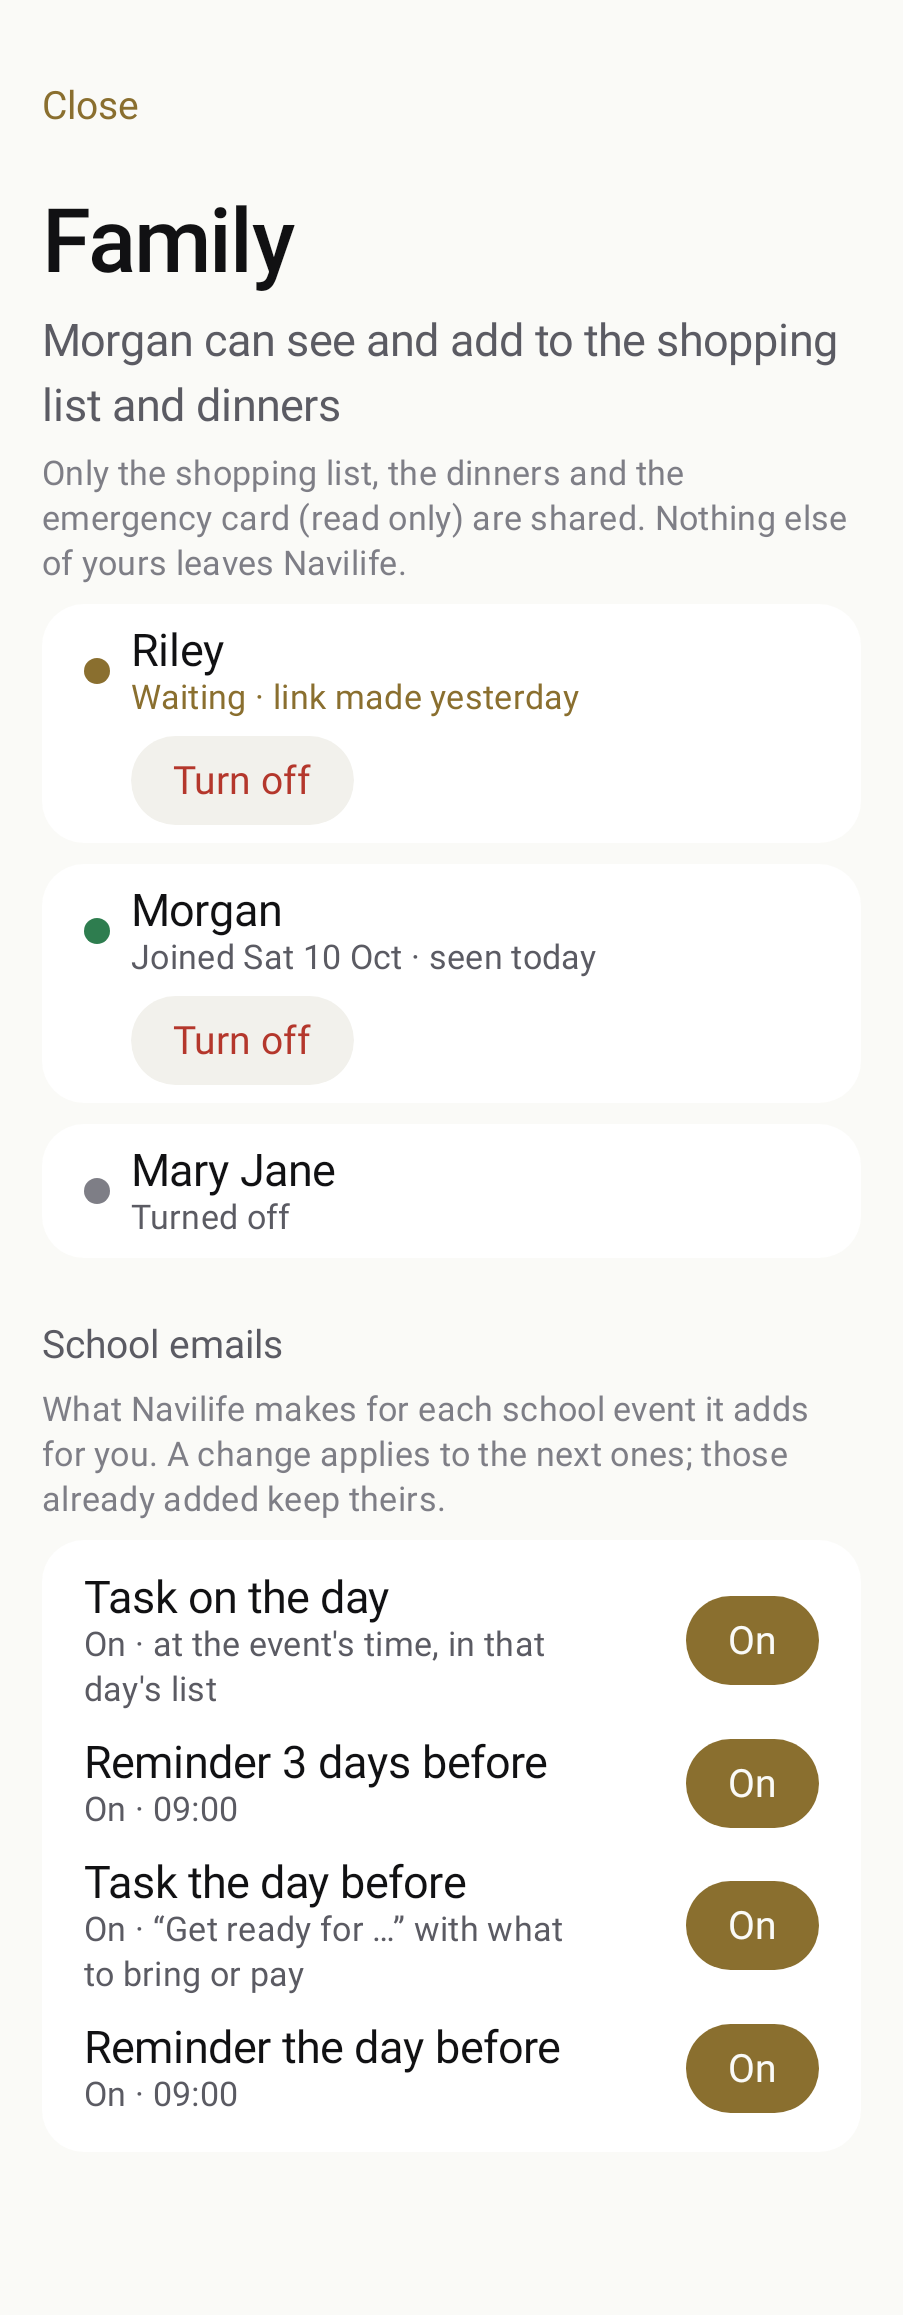 Close
Family
Morgan can see and add to the shopping
list and dinners
Only the shopping list, the dinners and the
emergency card (read only) are shared. Nothing else
of yours leaves Navilife.
Riley
Waiting · link made yesterday
Turn off
Morgan
Joined Sat 10 Oct · seen today
Turn off
Mary Jane
Turned off
School emails
What Navilife makes for each school event it adds
for you. A change applies to the next ones; those
already added keep theirs.
Task on the day
On · at the event's time, in that
day's list
On
Reminder 3 days before
On · 09:00
On
Task the day before
On · “Get ready for …” with what
to bring or pay
On
Reminder the day before
On · 09:00
On